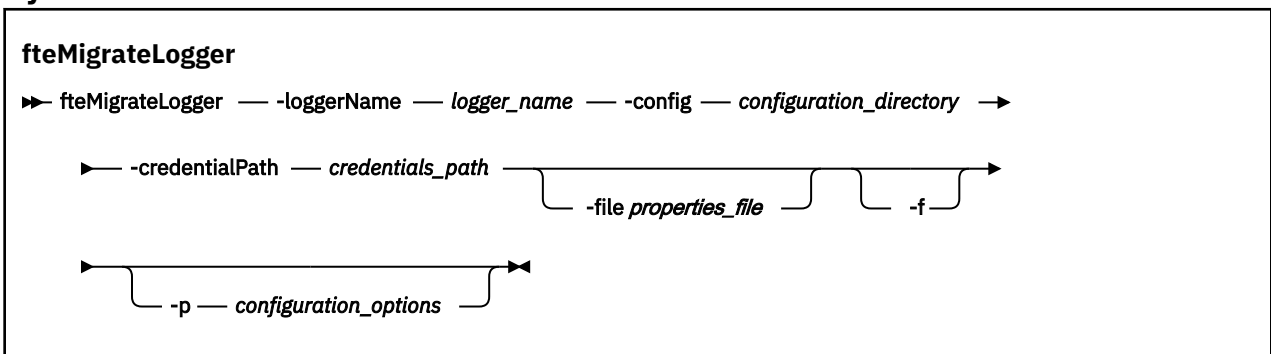 fteMigrateLogger
fteMigrateLogger -loggerName logger_name -config configuration_directory
-credentialPath credentials_path
-file properties_file -f
-p configuration_options